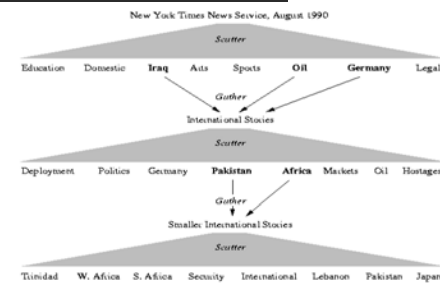 New York Times News Service, August 1990
Scatter
Education Domestic Iraq Arts Sports Oil Germany Legal
Gather
International Stories
Scatter
Deployment Politics Germany Pakistan Africa Markets Oil Hostages
Gather
Smaller International Stories
Scatter
Trinidad W. Africa S. Africa Security International Lebanon Pakistan Japan